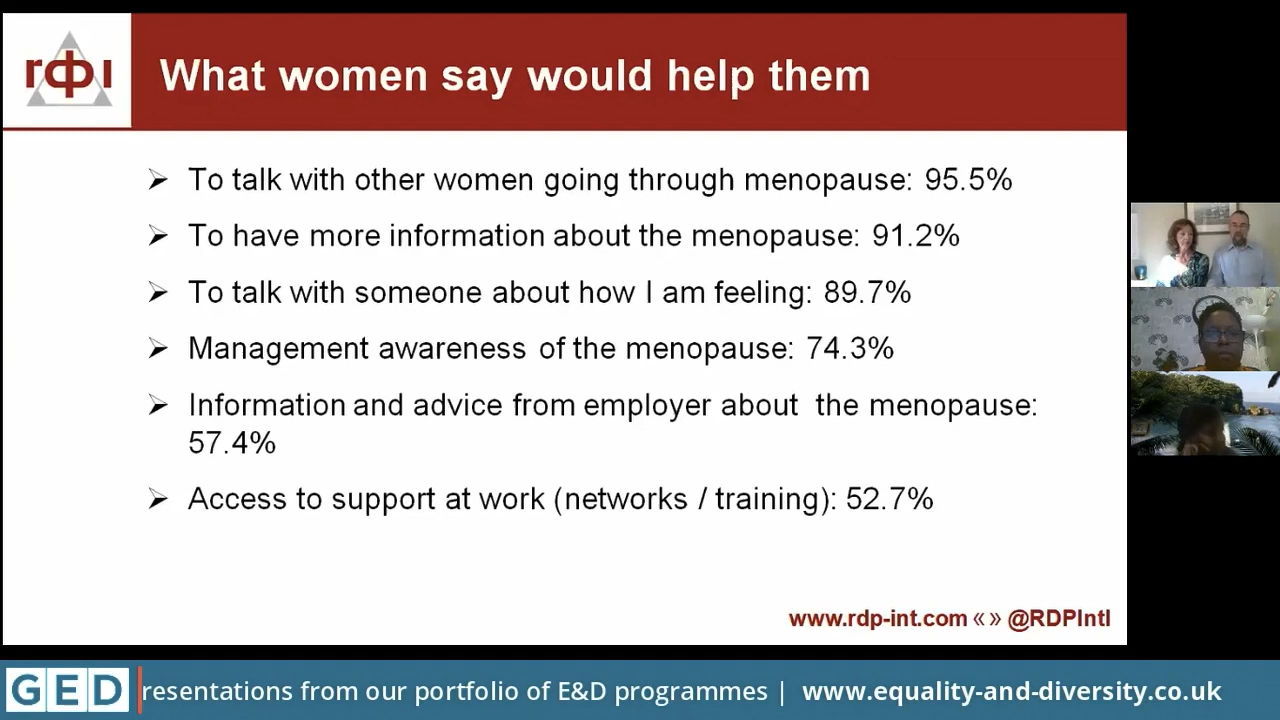 rφι
What women say would help them
➢ To talk with other women going through menopause: 95.5%
➢ To have more information about the menopause: 91.2%
➢ To talk with someone about how I am feeling: 89.7%
➢ Management awareness of the menopause: 74.3%
➢ Information and advice from employer about the menopause:
57.4%
➢ Access to support at work (networks / training): 52.7%
www.rdp-int.com «» @RDPIntl
GED resentations from our portfolio of E&D programmes | www.equality-and-diversity.co.uk